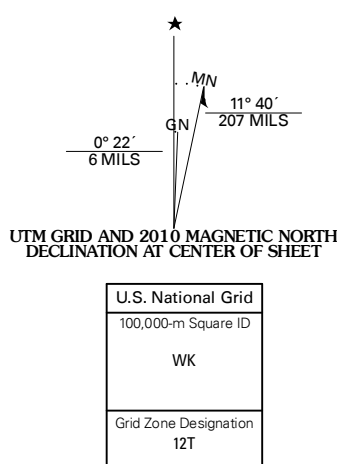 ★
MN
GN
11° 40´
207 MILS
0° 22´
6 MILS
UTM GRID AND 2010 MAGNETIC NORTH
DECLINATION AT CENTER OF SHEET
U.S. National Grid
100,000-m Square ID
WK
Grid Zone Designation
12T